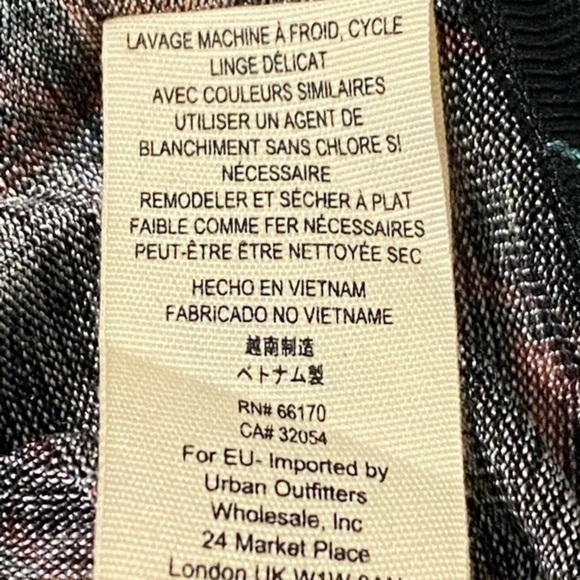 LAVAGE MACHINE À FROID, CYCLE
LINGE DÉLICAT
AVEC COULEURS SIMILAIRES
UTILISER UN AGENT DE
BLANCHIMENT SANS CHLORE SI
NÉCESSAIRE
REMODELER ET SÉCHER À PLAT
FAIBLE COMME FER NÉCESSAIRES
PEUT-ÊTRE ÊTRE NETTOYÉE SEC
HECHO EN VIETNAM
FABRICADO NO VIETNAME
越南制造
ベトナム製
RN# 66170
CA# 32054
For EU- Imported by
Urban Outfitters
Wholesale, Inc
24 Market Place
London UK W1W